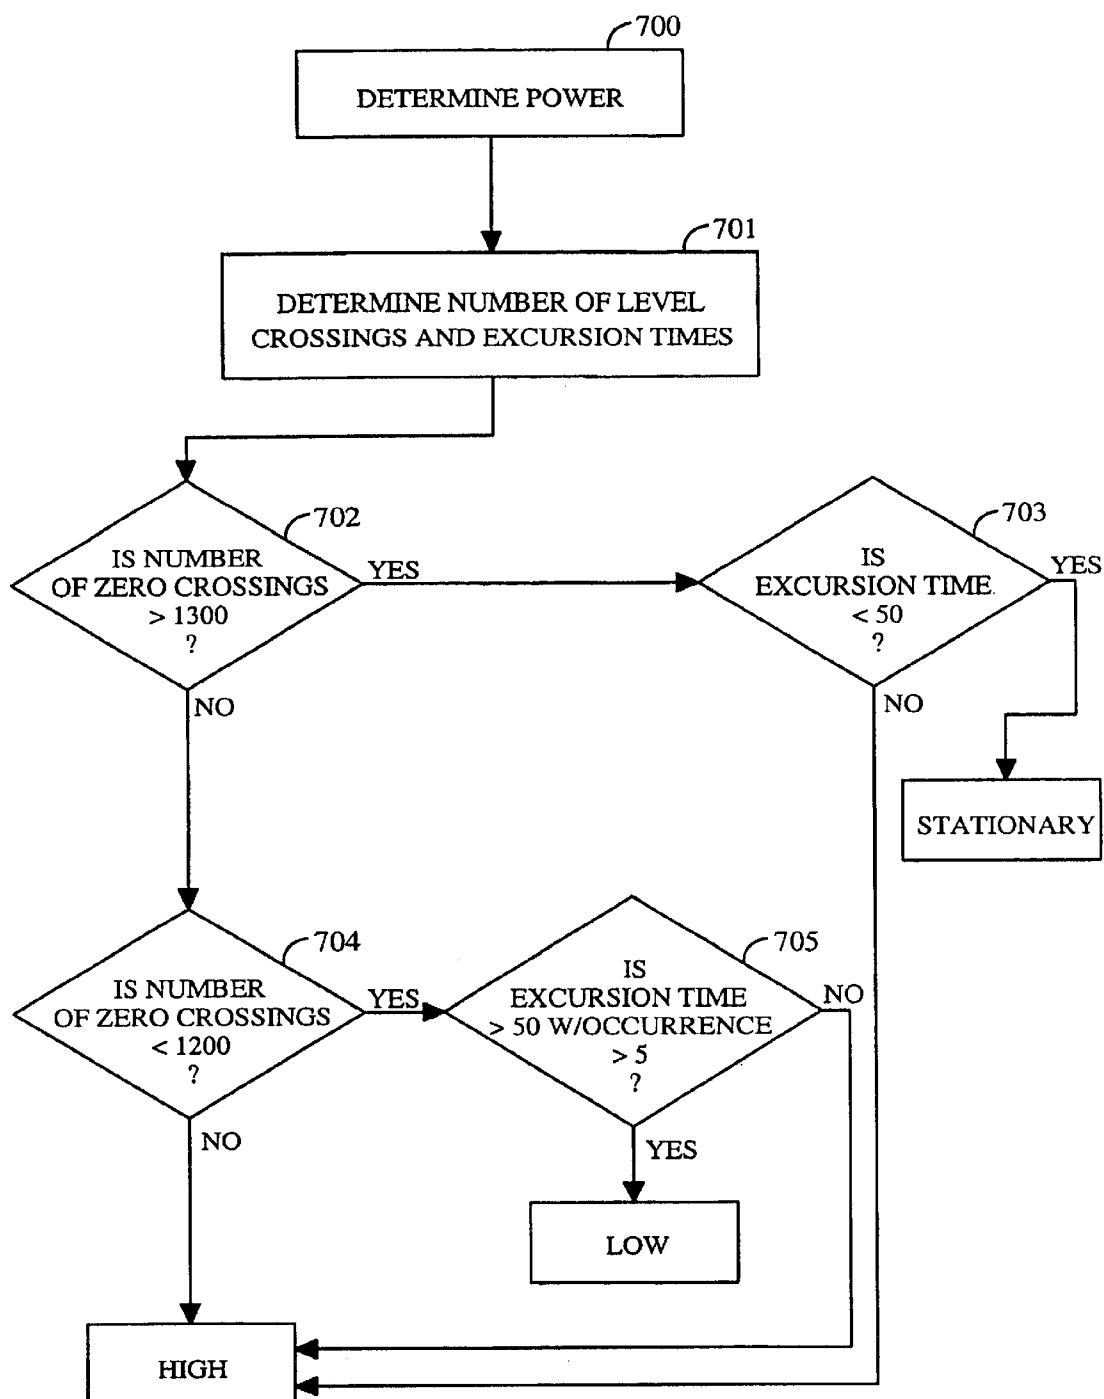 700
DETERMINE POWER
701
DETERMINE NUMBER OF LEVEL
CROSSINGS AND EXCURSION TIMES
702
IS NUMBER
OF ZERO CROSSINGS
> 1300
?
YES
NO
703
IS
EXCURSION TIME
< 50
?
YES
NO
STATIONARY
704
IS NUMBER
OF ZERO CROSSINGS
< 1200
?
YES
NO
705
IS
EXCURSION TIME
> 50 W/OCCURRENCE
> 5
?
NO
YES
LOW
HIGH